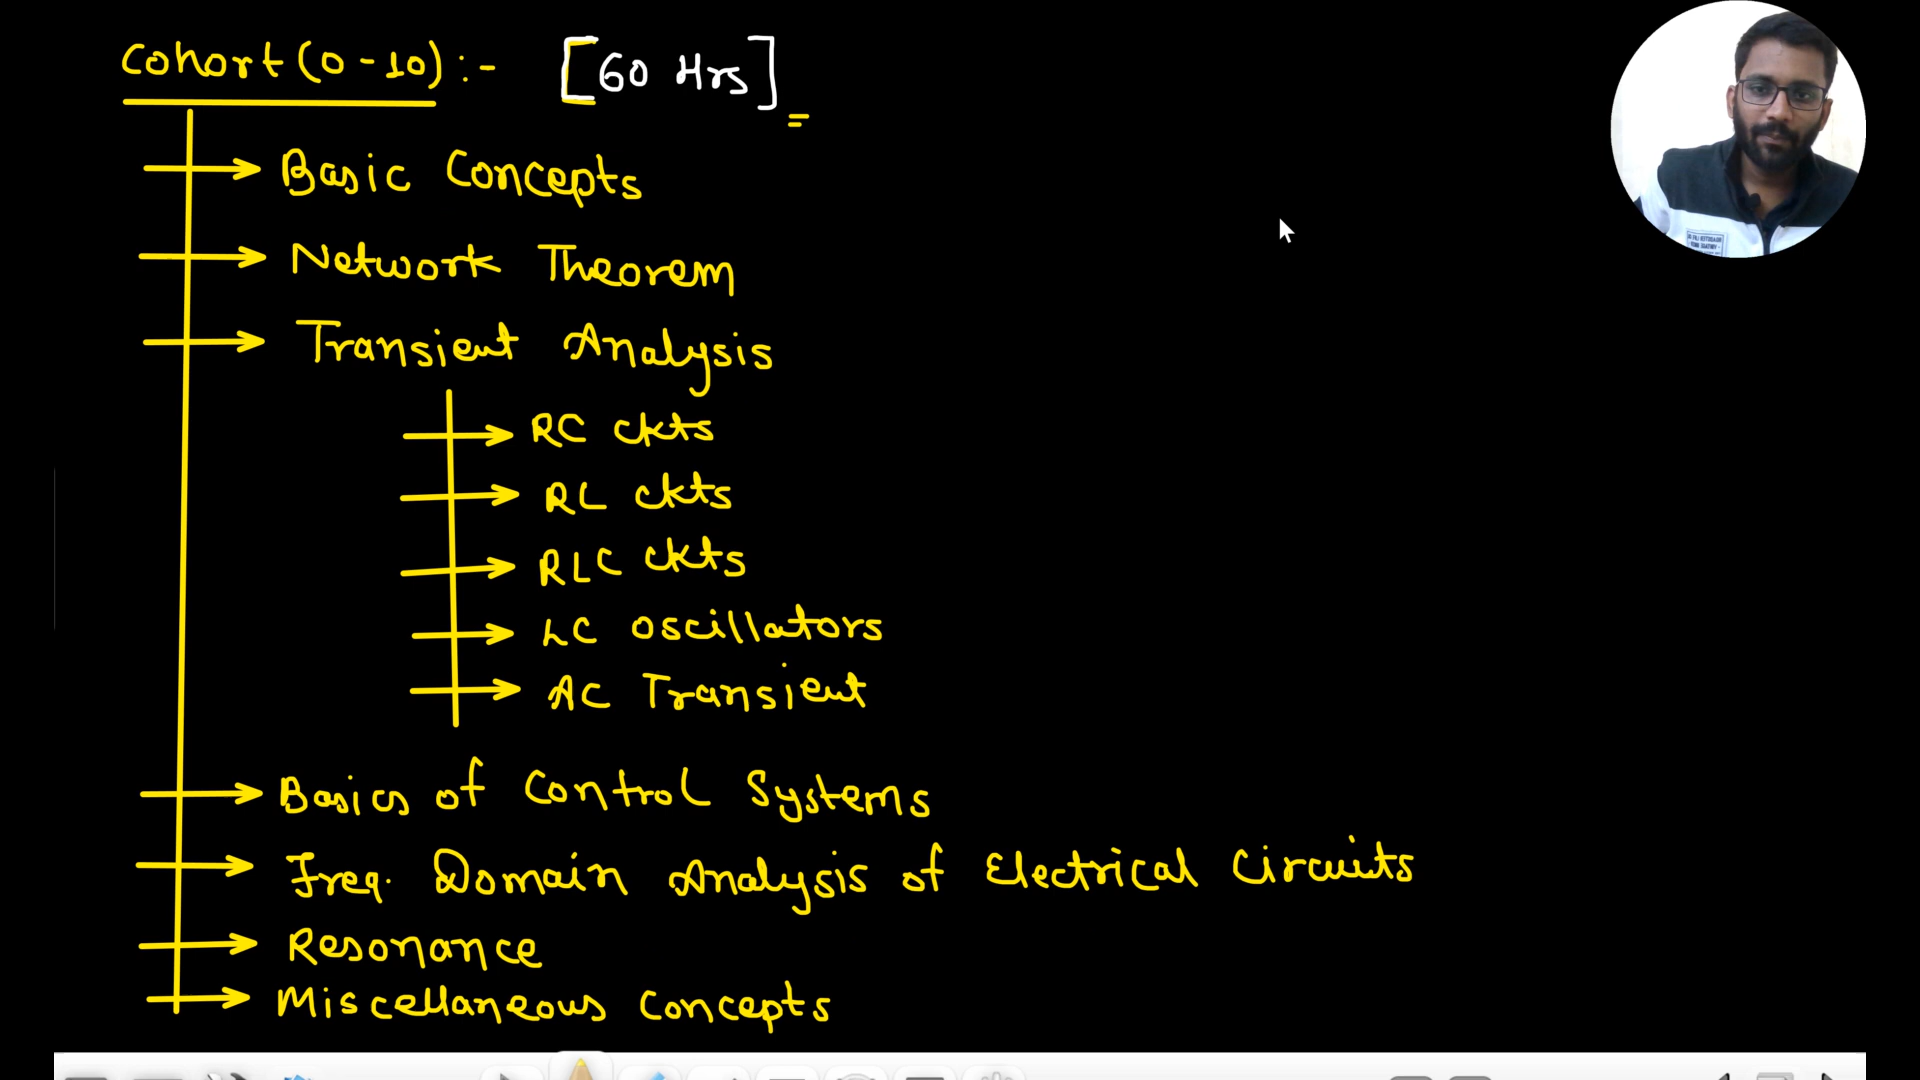 Cohort (0-10) :- [60 Hrs]
Basic Concepts
Network Theorem
Transient Analysis
RC ckts
RL ckts
RLC ckts
LC oscillators
AC Transient
Basics of Control Systems
Freq. Domain Analysis of Electrical Circuits
Resonance
Miscellaneous Concepts